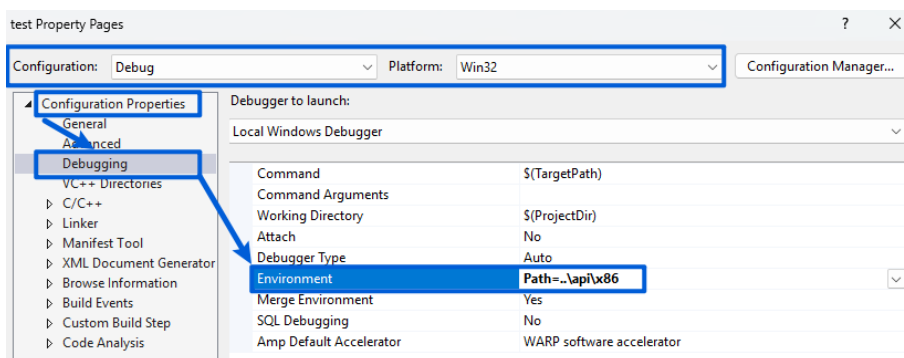 test Property Pages ? ×
Configuration: Debug Platform: Win32 Configuration Manager...
Configuration Properties
General
Advanced
Debugging
VC++ Directories
C/C++
Linker
Manifest Tool
XML Document Generator
Browse Information
Build Events
Custom Build Step
Code Analysis
Debugger to launch:
Local Windows Debugger
Command $(TargetPath)
Command Arguments
Working Directory $(ProjectDir)
Attach No
Debugger Type Auto
Environment Path=..\api\x86
Merge Environment Yes
SQL Debugging No
Amp Default Accelerator WARP software accelerator